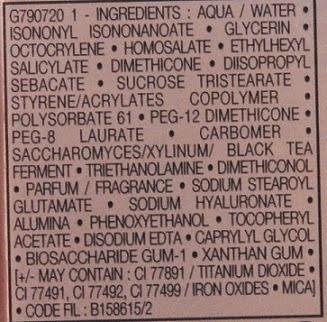 G790720 1 - INGREDIENTS : AQUA / WATER •
ISONONYL ISONONANOATE • GLYCERIN •
OCTOCRYLENE • HOMOSALATE • ETHYLHEXYL
SALICYLATE • DIMETHICONE • DIISOPROPYL
SEBACATE • SUCROSE TRISTEARATE •
STYRENE/ACRYLATES COPOLYMER •
POLYSORBATE 61 • PEG-12 DIMETHICONE •
PEG-8 LAURATE • CARBOMER •
SACCHAROMYCES/XYLINUM/ BLACK TEA
FERMENT • TRIETHANOLAMINE • DIMETHICONOL
• PARFUM / FRAGRANCE • SODIUM STEAROYL
GLUTAMATE • SODIUM HYALURONATE •
ALUMINA • PHENOXYETHANOL • TOCOPHERYL
ACETATE • DISODIUM EDTA • CAPRYLYL GLYCOL
• BIOSACCHARIDE GUM-1 • XANTHAN GUM •
[+/- MAY CONTAIN : CI 77891 / TITANIUM DIOXIDE •
CI 77491, CI 77492, CI 77499 / IRON OXIDES • MICA]
• CODE FIL : B158615/2